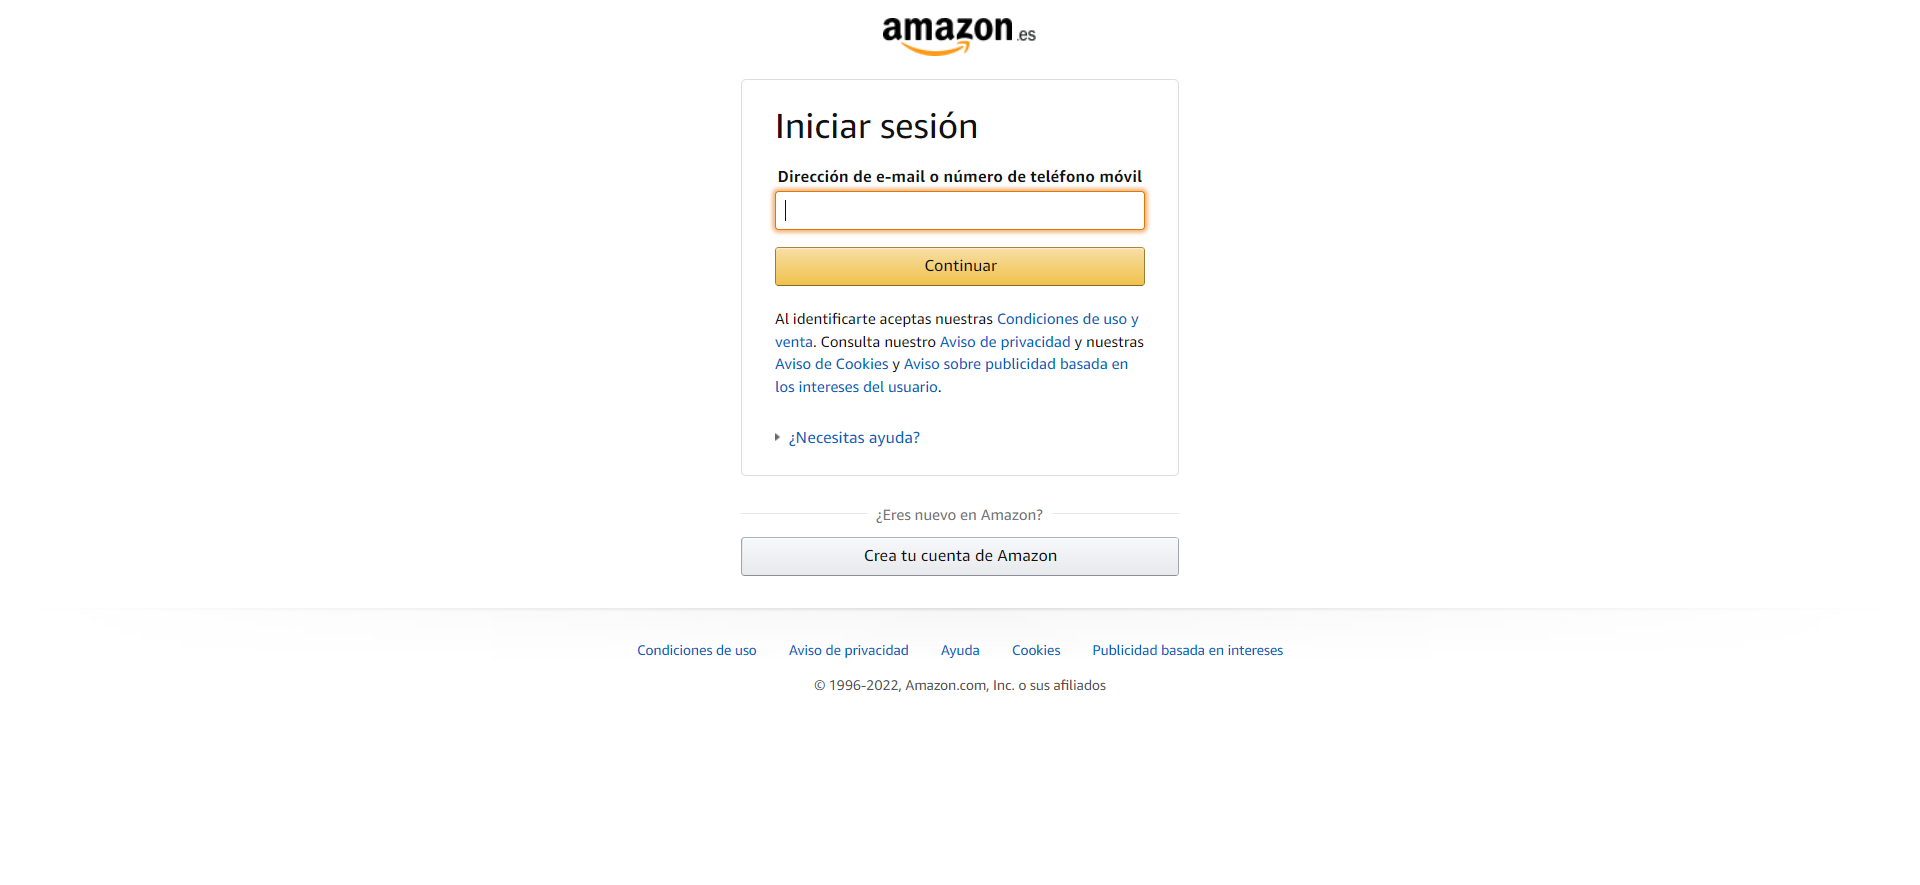 amazon.es
Iniciar sesión
Dirección de e-mail o número de teléfono móvil
Continuar
Al identificarte aceptas nuestras Condiciones de uso y
venta. Consulta nuestro Aviso de privacidad y nuestras
Aviso de Cookies y Aviso sobre publicidad basada en
los intereses del usuario.
¿Necesitas ayuda?
¿Eres nuevo en Amazon?
Crea tu cuenta de Amazon
Condiciones de uso Aviso de privacidad Ayuda Cookies Publicidad basada en intereses
© 1996-2022, Amazon.com, Inc. o sus afiliados